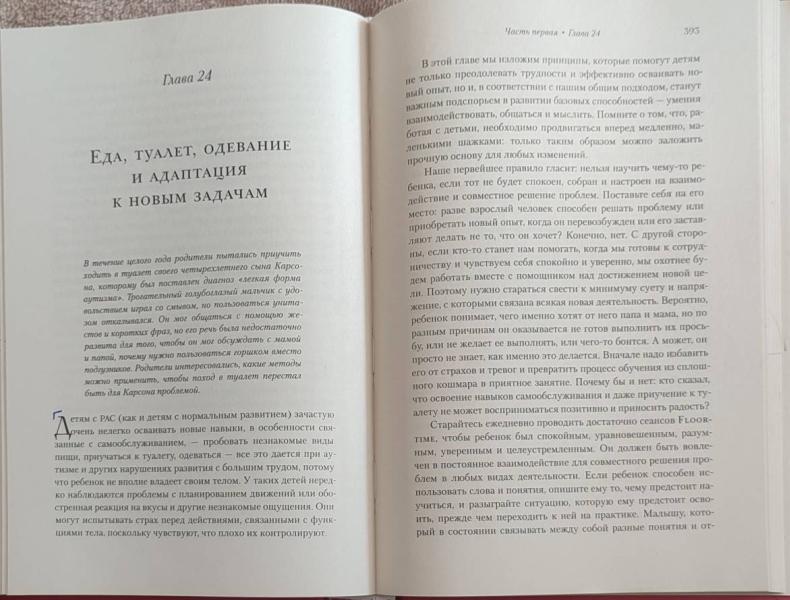 Глава 24
Еда, туалет, одевание
и адаптация
к новым задачам
В течение целого года родители пытались приучить
ходить в туалет своего четырехлетнего сына Карсо-
на, которому был поставлен диагноз «легкая форма
аутизма». Трогательный голубоглазый мальчик с удо-
вольствием играл со смывом, но пользоваться унита-
зом отказывался. Он мог общаться с помощью же-
стов и коротких фраз, но его речь была недостаточно
развита для того, чтобы он мог обсуждать с мамой
и папой, почему нужно пользоваться горшком вместо
подгузников. Родители интересовались, какие методы
можно применить, чтобы поход в туалет перестал
быть для Карсона проблемой.
Детям с РАС (как и детям с нормальным развитием) зачастую
очень нелегко осваивать новые навыки, в особенности свя-
занные с самообслуживанием, — пробовать незнакомые виды
пищи, приучаться к туалету, одеваться — все это дается при ау-
тизме и других нарушениях развития с большим трудом, потому
что ребенок не вполне владеет своим телом. У таких детей неред-
ко наблюдаются проблемы с планированием движений или обо-
стренная реакция на вкусы и другие незнакомые ощущения. Они
могут испытывать страх перед действиями, связанными с функ-
циями тела, поскольку чувствуют, что плохо их контролируют.
Часть первая • Глава 24 393
В этой главе мы изложим принципы, которые помогут детям
не только преодолевать трудности и эффективно осваивать но-
вый опыт, но и, в соответствии с нашим общим подходом, станут
важным подспорьем в развитии базовых способностей — умения
взаимодействовать, общаться и мыслить. Помните о том, что, ра-
ботая с детьми, необходимо продвигаться вперед медленно, ма-
ленькими шажками: только таким образом можно заложить
прочную основу для любых изменений.
Наше первейшее правило гласит: нельзя научить чему-то ре-
бенка, если тот не будет спокоен, собран и настроен на взаимо-
действие и совместное решение проблем. Поставьте себя на его
место: разве взрослый человек способен решать проблему или
приобретать новый опыт, когда он перевозбужден или его застав-
ляют делать не то, что он хочет? Конечно, нет. С другой сторо-
ны, если кто-то станет нам помогать, когда мы готовы к сотруд-
ничеству и чувствуем себя спокойно и уверенно, мы охотнее бу-
дем работать вместе с помощником над достижением новой це-
ли. Поэтому нужно стараться свести к минимуму суету и напря-
жение, с которыми связана всякая новая деятельность. Вероятно,
ребенок понимает, чего именно хотят от него папа и мама, но по
разным причинам он оказывается не готов выполнить их прось-
бу, или не желает ее выполнять, или чего-то боится. А может, он
просто не знает, как именно это делается. Вначале надо избавить
его от страхов и тревог и превратить процесс обучения из сплош-
ного кошмара в приятное занятие. Почему бы и нет: кто сказал,
что освоение навыков самообслуживания и даже приучение к ту-
алету не может восприниматься позитивно и приносить радость?
Старайтесь ежедневно проводить достаточно сеансов Floor-
time, чтобы ребенок был спокойным, уравновешенным, разум-
ным, уверенным и целеустремленным. Он должен быть вовле-
чен в постоянное взаимодействие для совместного решения про-
блем в любых видах деятельности. Если ребенок способен ис-
пользовать слова и понятия, опишите ему то, чему предстоит на-
учиться, и разыграйте ситуацию, которую ему предстоит осво-
ить, прежде чем переходить к ней на практике. Малышу, кото-
рый в состоянии связывать между собой разные понятия и от-